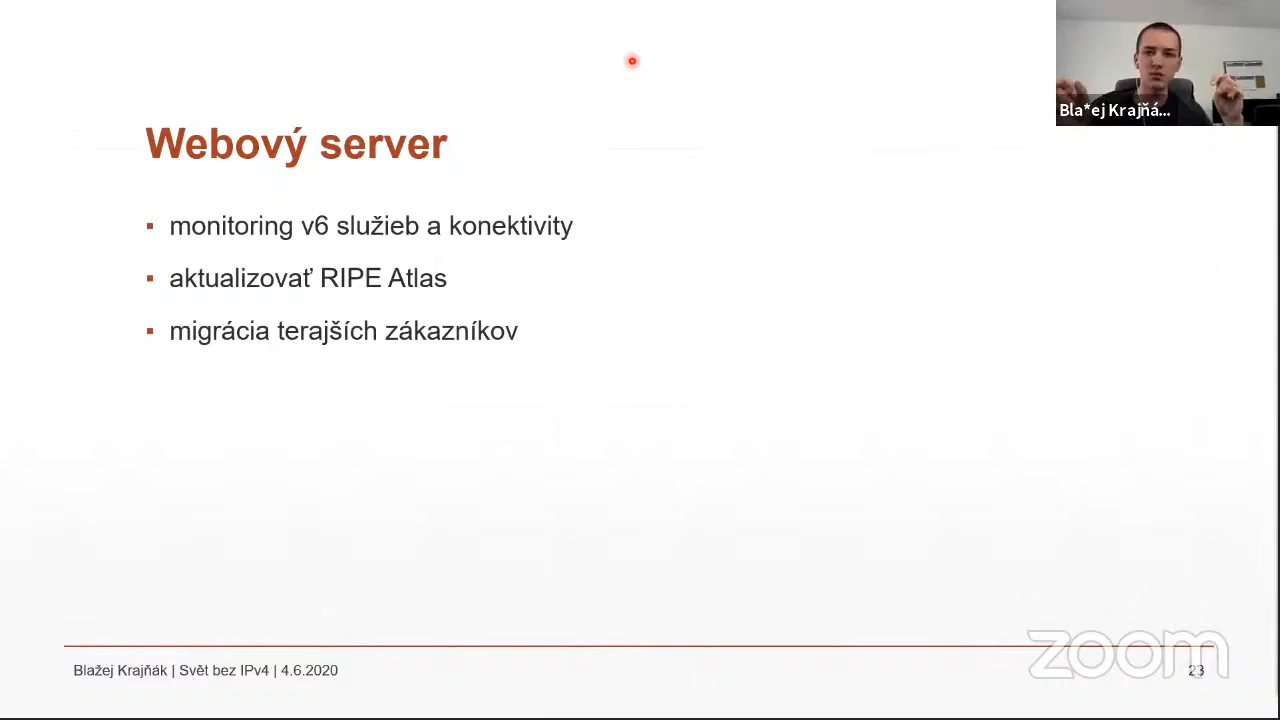 Bla*ej Krajňá...
Webový server
▪ monitoring v6 služieb a konektivity
▪ aktualizovať RIPE Atlas
▪ migrácia terajších zákazníkov
zoom
Blažej Krajňák | Svět bez IPv4 | 4.6.2020
23